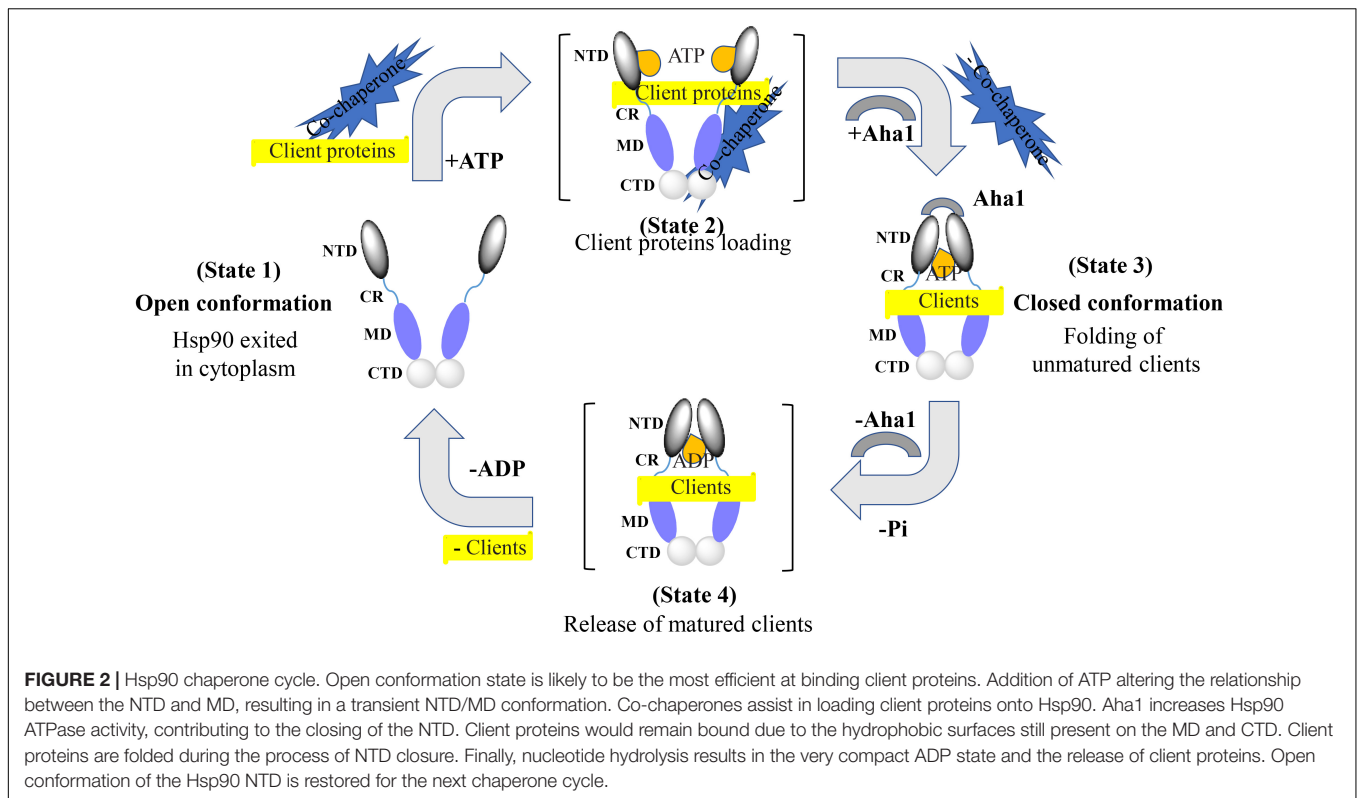 Co-chaperone
Client proteins
+ATP
NTD
ATP
Client proteins
CR
MD
Co-chaperone
CTD
(State 2)
Client proteins loading
+Aha1
- Co-chaperone
Aha1
NTD
CR
ATP
Clients
MD
CTD
(State 3)
Closed conformation
Folding of
unmatured clients
(State 1)
Open conformation
Hsp90 exited
in cytoplasm
NTD
CR
MD
CTD
-Aha1
-Pi
NTD
CR
ADP
Clients
MD
CTD
(State 4)
Release of matured clients
-ADP
- Clients
FIGURE 2 | Hsp90 chaperone cycle. Open conformation state is likely to be the most efficient at binding client proteins. Addition of ATP altering the relationship
between the NTD and MD, resulting in a transient NTD/MD conformation. Co-chaperones assist in loading client proteins onto Hsp90. Aha1 increases Hsp90
ATPase activity, contributing to the closing of the NTD. Client proteins would remain bound due to the hydrophobic surfaces still present on the MD and CTD. Client
proteins are folded during the process of NTD closure. Finally, nucleotide hydrolysis results in the very compact ADP state and the release of client proteins. Open
conformation of the Hsp90 NTD is restored for the next chaperone cycle.